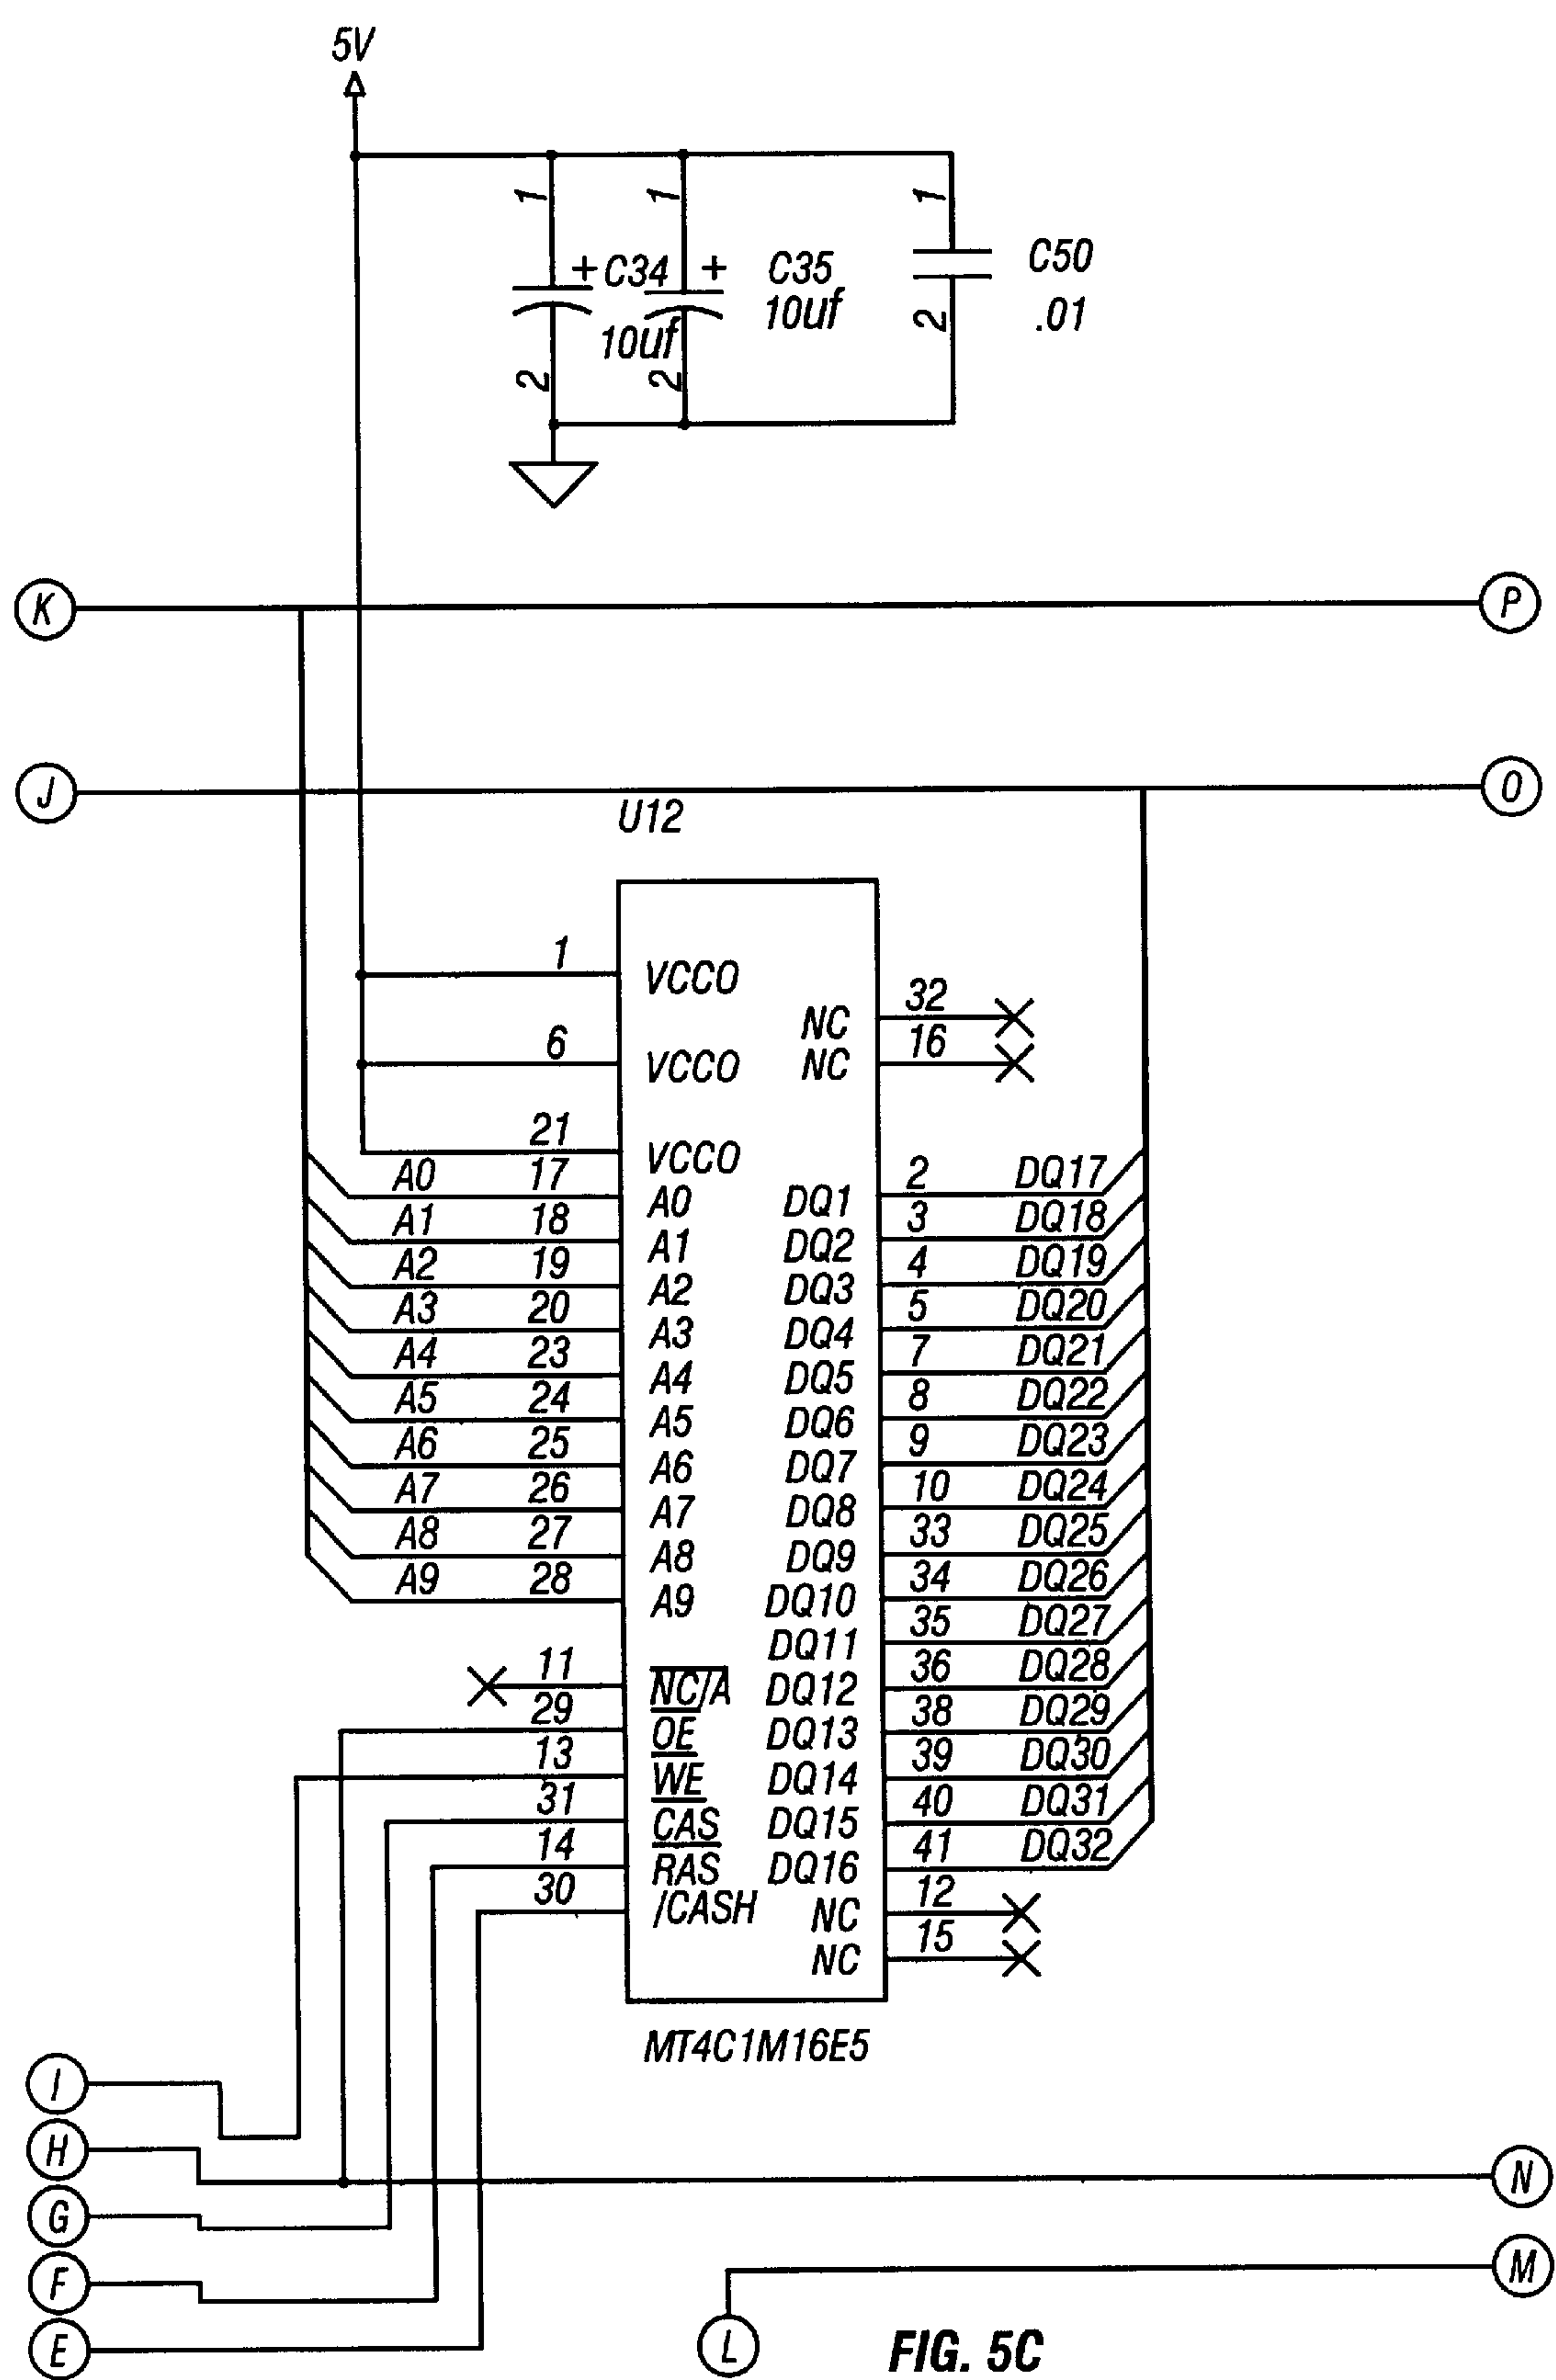 5V
1 1 1
+ C34 + C35 C50
10uf 10uf .01
2 2 2
K P
J O
U12
1 VCCO
NC 32
6 VCCO NC 16
21 VCCO
A0 17 A0 DQ1 2 DQ17
A1 18 A1 DQ2 3 DQ18
A2 19 A2 DQ3 4 DQ19
A3 20 A3 DQ4 5 DQ20
A4 23 A4 DQ5 7 DQ21
A5 24 A5 DQ6 8 DQ22
A6 25 A6 DQ7 9 DQ23
A7 26 A7 DQ8 10 DQ24
A8 27 A8 DQ9 33 DQ25
A9 28 A9 DQ10 34 DQ26
DQ11 35 DQ27
11 NC/A DQ12 36 DQ28
29 OE DQ13 38 DQ29
13 WE DQ14 39 DQ30
31 CAS DQ15 40 DQ31
14 RAS DQ16 41 DQ32
30 /CASH NC 12
NC 15
MT4C1M16E5
I
H N
G
F M
E L FIG. 5C